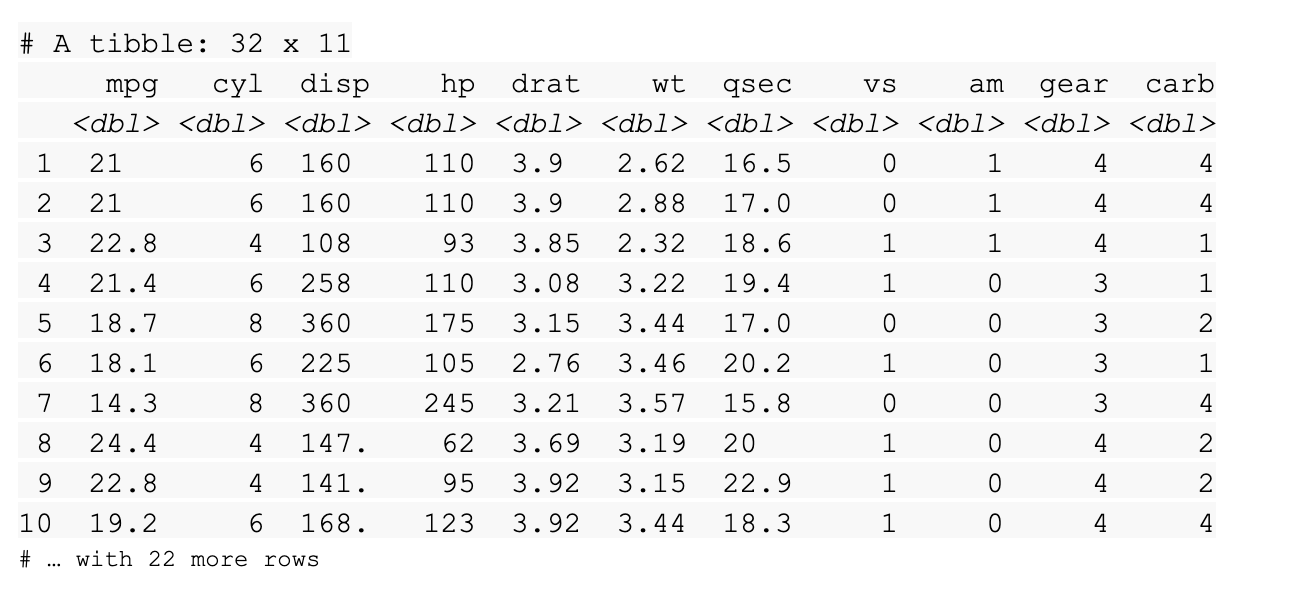 # A tibble: 32 x 11
mpg cyl disp hp drat wt qsec vs am gear carb
<dbl> <dbl> <dbl> <dbl> <dbl> <dbl> <dbl> <dbl> <dbl> <dbl> <dbl>
1 21 6 160 110 3.9 2.62 16.5 0 1 4 4
2 21 6 160 110 3.9 2.88 17.0 0 1 4 4
3 22.8 4 108 93 3.85 2.32 18.6 1 1 4 1
4 21.4 6 258 110 3.08 3.22 19.4 1 0 3 1
5 18.7 8 360 175 3.15 3.44 17.0 0 0 3 2
6 18.1 6 225 105 2.76 3.46 20.2 1 0 3 1
7 14.3 8 360 245 3.21 3.57 15.8 0 0 3 4
8 24.4 4 147. 62 3.69 3.19 20 1 0 4 2
9 22.8 4 141. 95 3.92 3.15 22.9 1 0 4 2
10 19.2 6 168. 123 3.92 3.44 18.3 1 0 4 4
# … with 22 more rows